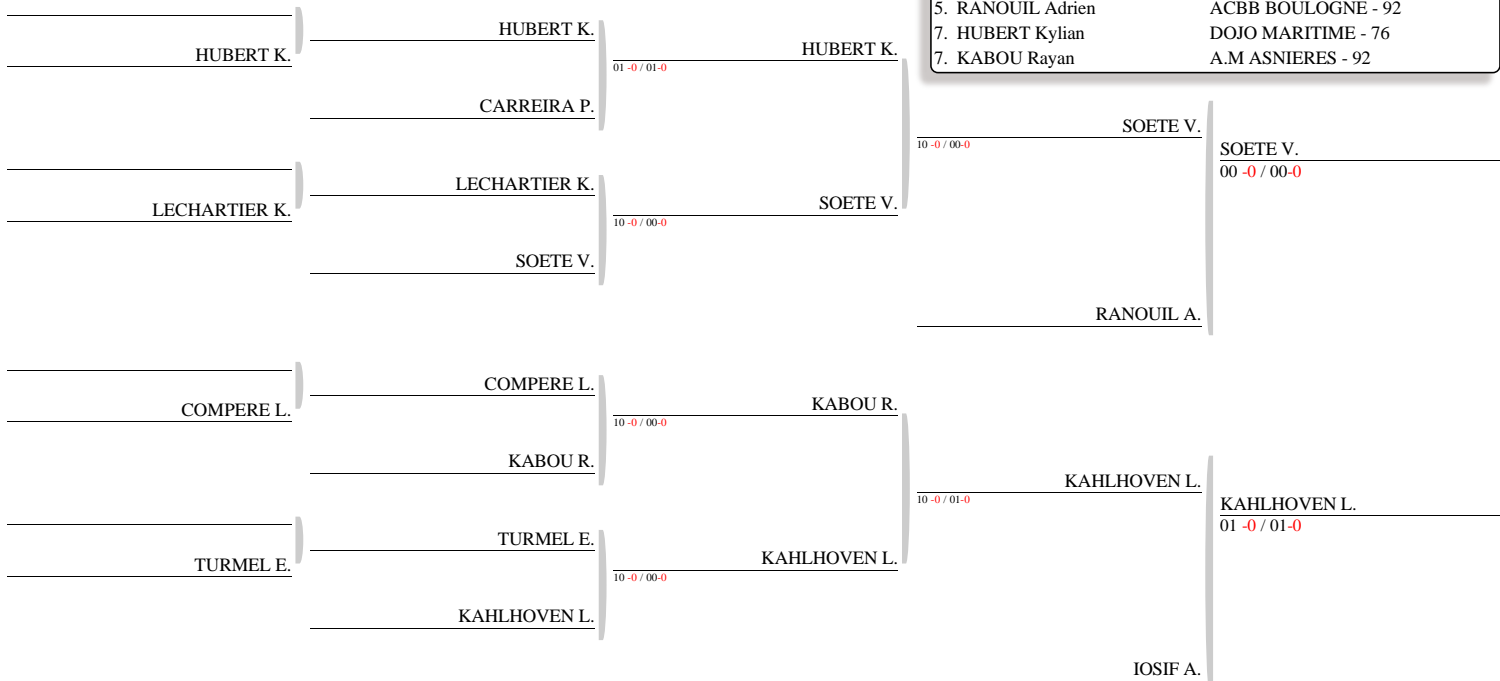 5. RANOUIL Adrien ACBB BOULOGNE - 92
7. HUBERT Kylian DOJO MARITIME - 76
7. KABOU Rayan A.M ASNIERES - 92
HUBERT K.
LECHARTIER K.
COMPERE L.
TURMEL E.
HUBERT K.
CARREIRA P.
LECHARTIER K.
SOETE V.
COMPERE L.
KABOU R.
TURMEL E.
KAHLHOVEN L.
HUBERT K.
01 -0 / 01-0
SOETE V.
10 -0 / 00-0
KABOU R.
10 -0 / 00-0
KAHLHOVEN L.
10 -0 / 00-0
SOETE V.
10 -0 / 00-0
RANOUIL A.
KAHLHOVEN L.
10 -0 / 01-0
IOSIF A.
SOETE V.
00 -0 / 00-0
KAHLHOVEN L.
01 -0 / 01-0